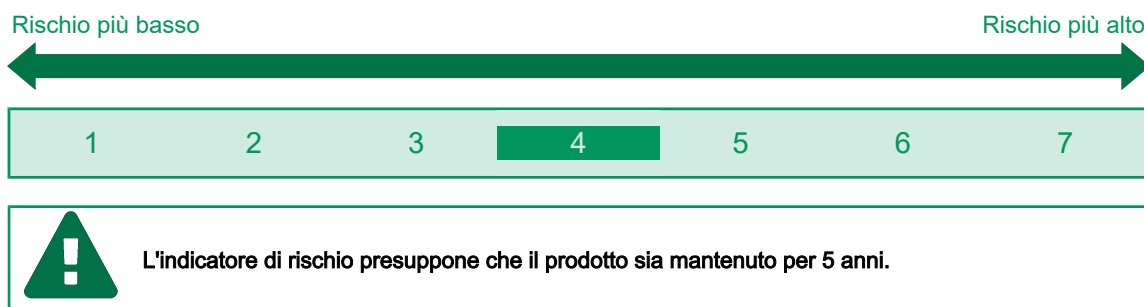 Rischio più basso Rischio più alto
1 2 3 4 5 6 7
L'indicatore di rischio presuppone che il prodotto sia mantenuto per 5 anni.